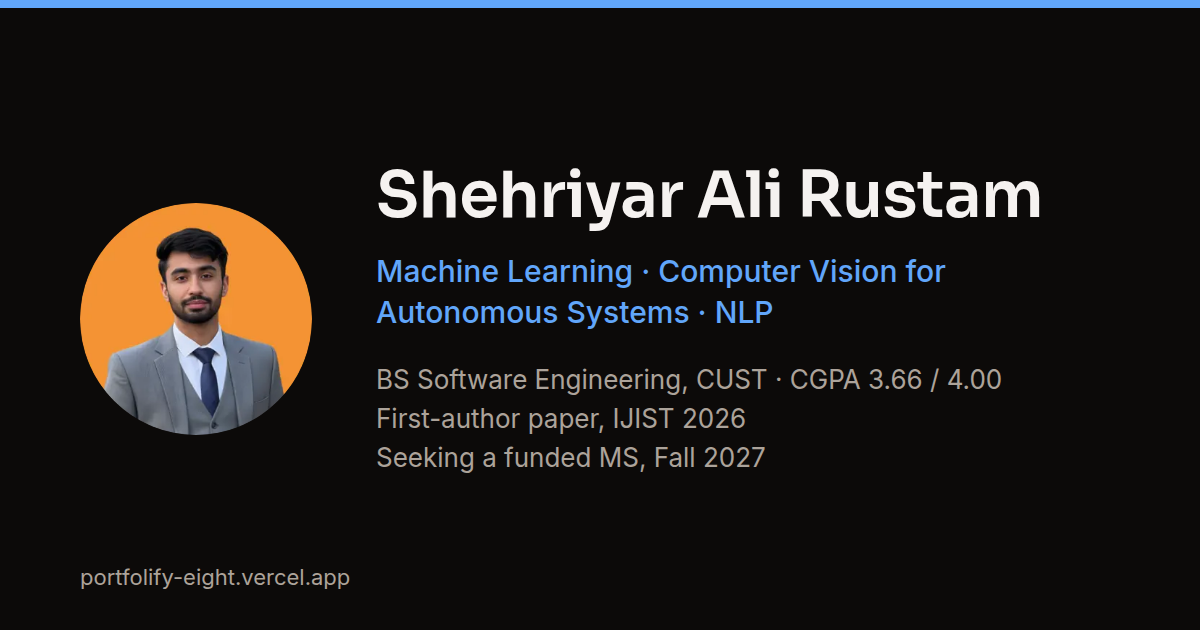 Shehriyar Ali Rustam
Machine Learning · Computer Vision for
Autonomous Systems · NLP
BS Software Engineering, CUST · CGPA 3.66 / 4.00
First-author paper, IJIST 2026
Seeking a funded MS, Fall 2027
portfolify-eight.vercel.app